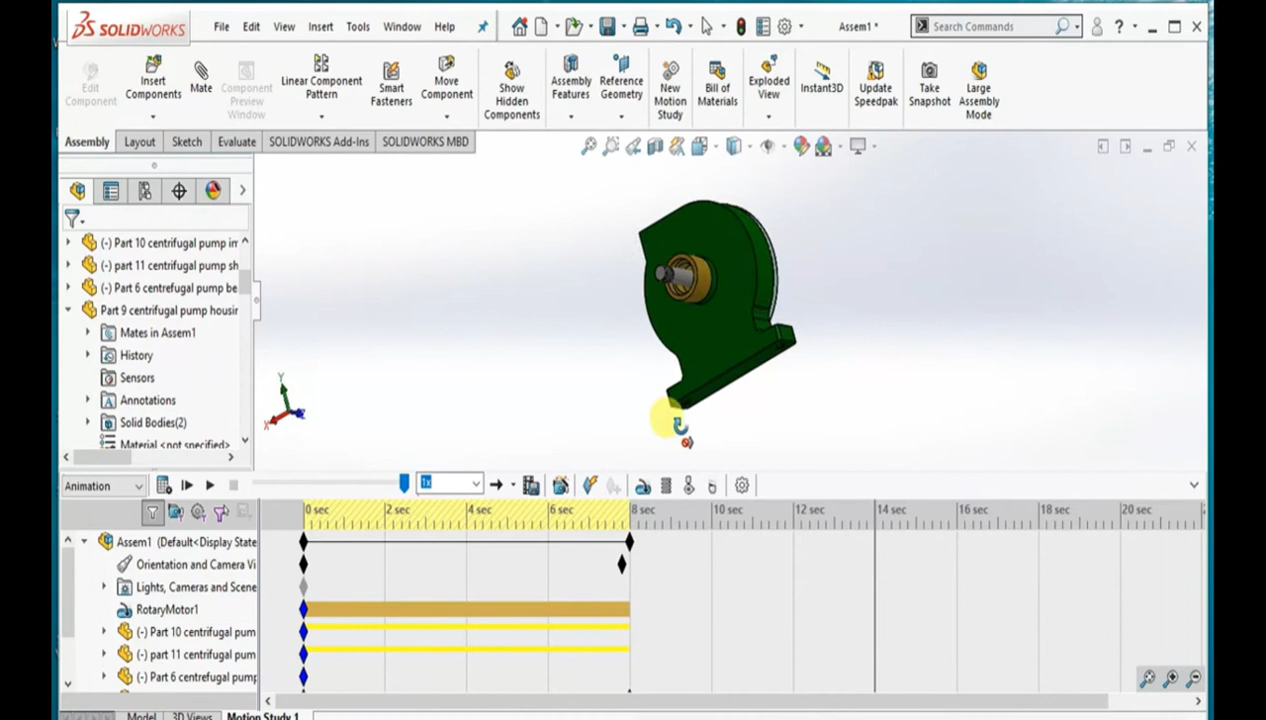 SOLIDWORKS File Edit View Insert Tools Window Help Assem1 * Search Commands
Edit Component
Insert Components
Mate
Component Preview Window
Linear Component Pattern
Smart Fasteners
Move Component
Show Hidden Components
Assembly Features
Reference Geometry
New Motion Study
Bill of Materials
Exploded View
Instant3D
Update Speedpak
Take Snapshot
Large Assembly Mode
Assembly Layout Sketch Evaluate SOLIDWORKS Add-Ins SOLIDWORKS MBD
(-) Part 10 centrifugal pump im
(-) part 11 centrifugal pump sh
(-) Part 6 centrefugal pump be
Part 9 centrifugal pump housir
Mates in Assem1
History
Sensors
Annotations
Solid Bodies(2)
Material <not specified>
Y
X
Z
Animation 1x
0 sec 2 sec 4 sec 6 sec 8 sec 10 sec 12 sec 14 sec 16 sec 18 sec 20 sec
Assem1 (Default<Display State
Orientation and Camera Vi
Lights, Cameras and Scene
RotaryMotor1
(-) Part 10 centrifugal pum
(-) part 11 centrifugal pum
(-) Part 6 centrefugal pump
Model 3D Views Motion Study 1